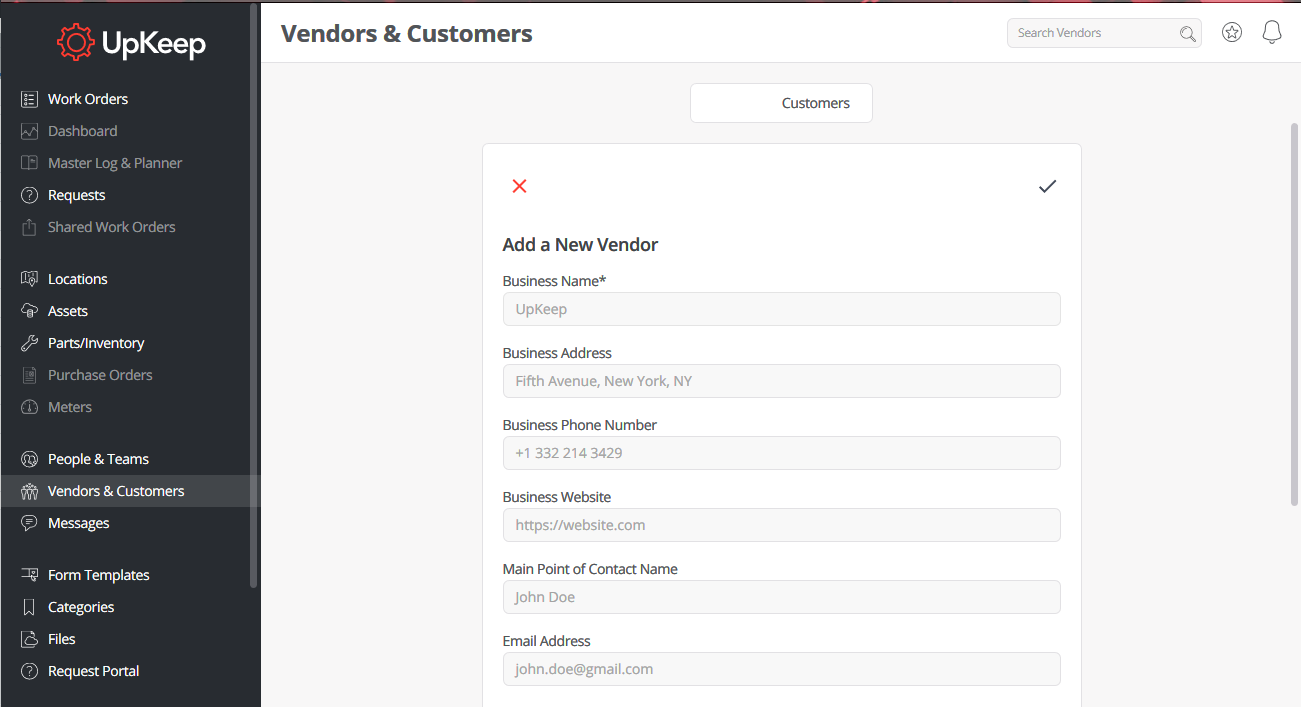 UpKeep
Work Orders
Dashboard
Master Log & Planner
Requests
Shared Work Orders
Locations
Assets
Parts/Inventory
Purchase Orders
Meters
People & Teams
Vendors & Customers
Messages
Form Templates
Categories
Files
Request Portal
Vendors & Customers
Search Vendors
Customers
Add a New Vendor
Business Name*
UpKeep
Business Address
Fifth Avenue, New York, NY
Business Phone Number
+1 332 214 3429
Business Website
https://website.com
Main Point of Contact Name
John Doe
Email Address
john.doe@gmail.com